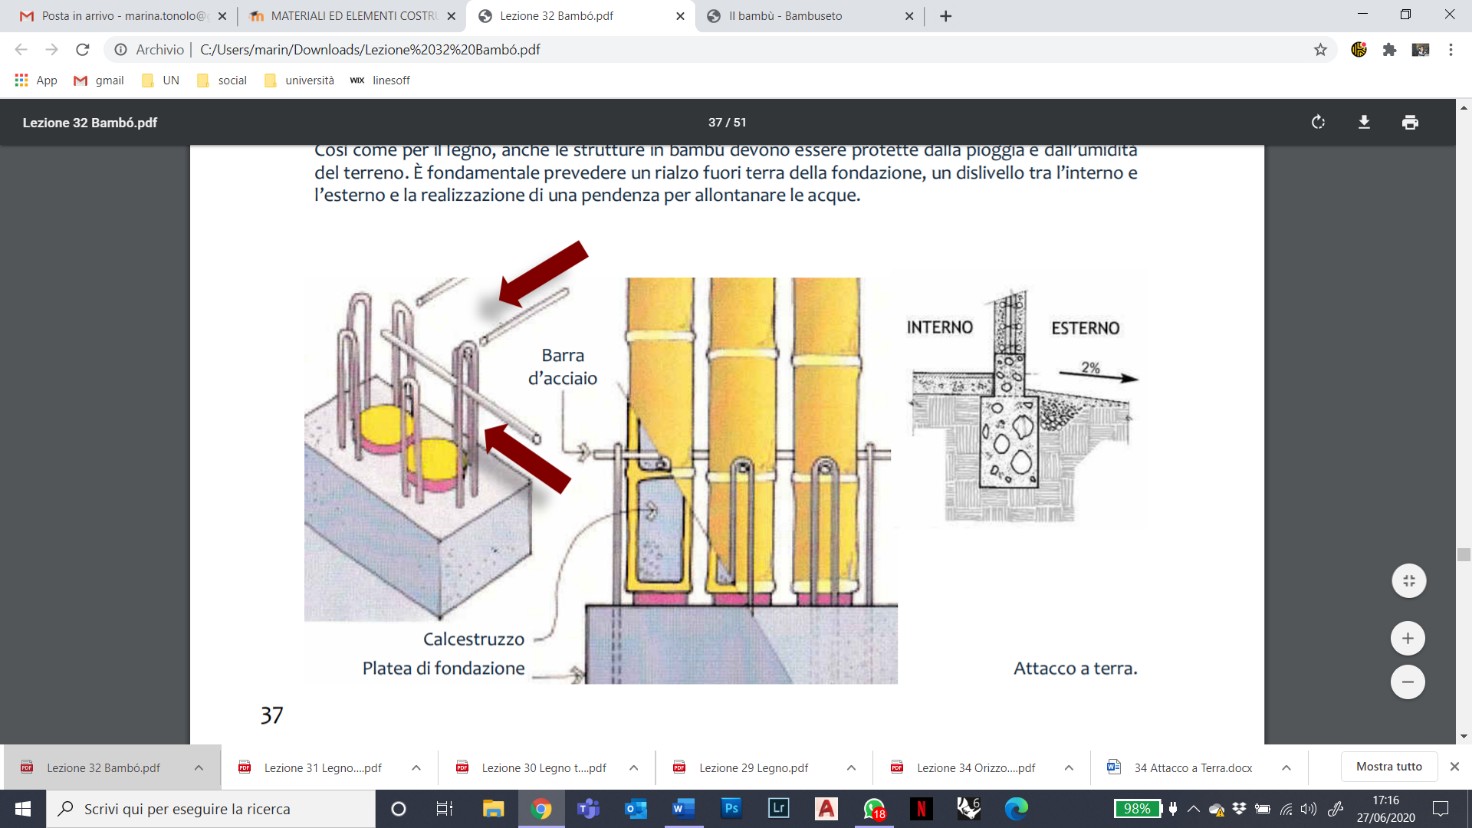 Posta in arrivo - marina.tonolo@
MATERIALI ED ELEMENTI COSTRU
Lezione 32 Bambó.pdf
Il bambù - Bambuseto
Archivio | C:/Users/marin/Downloads/Lezione%2032%20Bambó.pdf
App gmail UN social università WIX linesoff
Lezione 32 Bambó.pdf
37 / 51
Così come per il legno, anche le strutture in bambù devono essere protette dalla pioggia e dall'umidità
del terreno. È fondamentale prevedere un rialzo fuori terra della fondazione, un dislivello tra l'interno e
l'esterno e la realizzazione di una pendenza per allontanare le acque.
INTERNO
ESTERNO
2%
Barra
d'acciaio
Calcestruzzo
Platea di fondazione
Attacco a terra.
37
Lezione 32 Bambó.pdf
Lezione 31 Legno....pdf
Lezione 30 Legno t....pdf
Lezione 29 Legno.pdf
Lezione 34 Orizzo....pdf
34 Attacco a Terra.docx
Mostra tutto
Scrivi qui per eseguire la ricerca
W
Ps
Lr
A
18
N
6
98%
17:16
27/06/2020